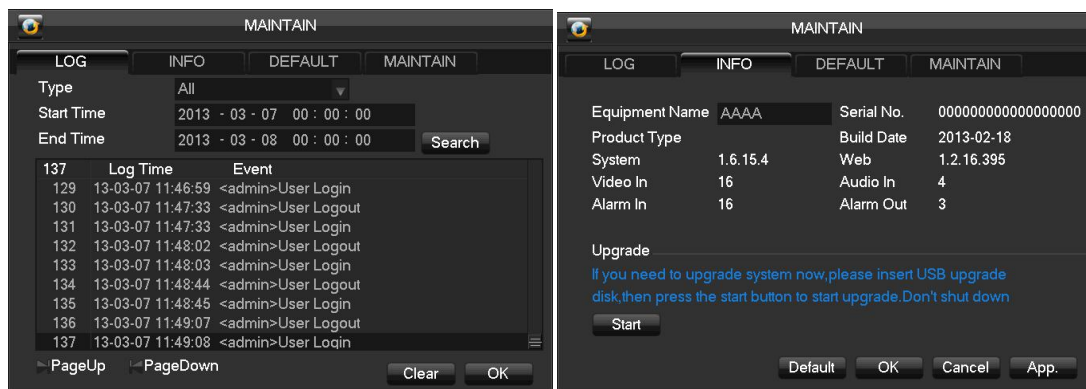 MAINTAIN
LOG INFO DEFAULT MAINTAIN
Type All
Start Time 2013 - 03 - 07 00 : 00 : 00
End Time 2013 - 03 - 08 00 : 00 : 00 Search
137 Log Time Event
129 13-03-07 11:46:59 <admin>User Login
130 13-03-07 11:47:33 <admin>User Logout
131 13-03-07 11:47:33 <admin>User Login
132 13-03-07 11:48:02 <admin>User Logout
133 13-03-07 11:48:03 <admin>User Login
134 13-03-07 11:48:44 <admin>User Logout
135 13-03-07 11:48:45 <admin>User Login
136 13-03-07 11:49:07 <admin>User Logout
137 13-03-07 11:49:08 <admin>User Login
PageUp PageDown Clear OK
MAINTAIN
LOG INFO DEFAULT MAINTAIN
Equipment Name AAAA Serial No. 000000000000000000
Product Type Build Date 2013-02-18
System 1.6.15.4 Web 1.2.16.395
Video In 16 Audio In 4
Alarm In 16 Alarm Out 3
Upgrade
If you need to upgrade system now,please insert USB upgrade
disk,then press the start button to start upgrade.Don't shut down
Start
Default OK Cancel App.